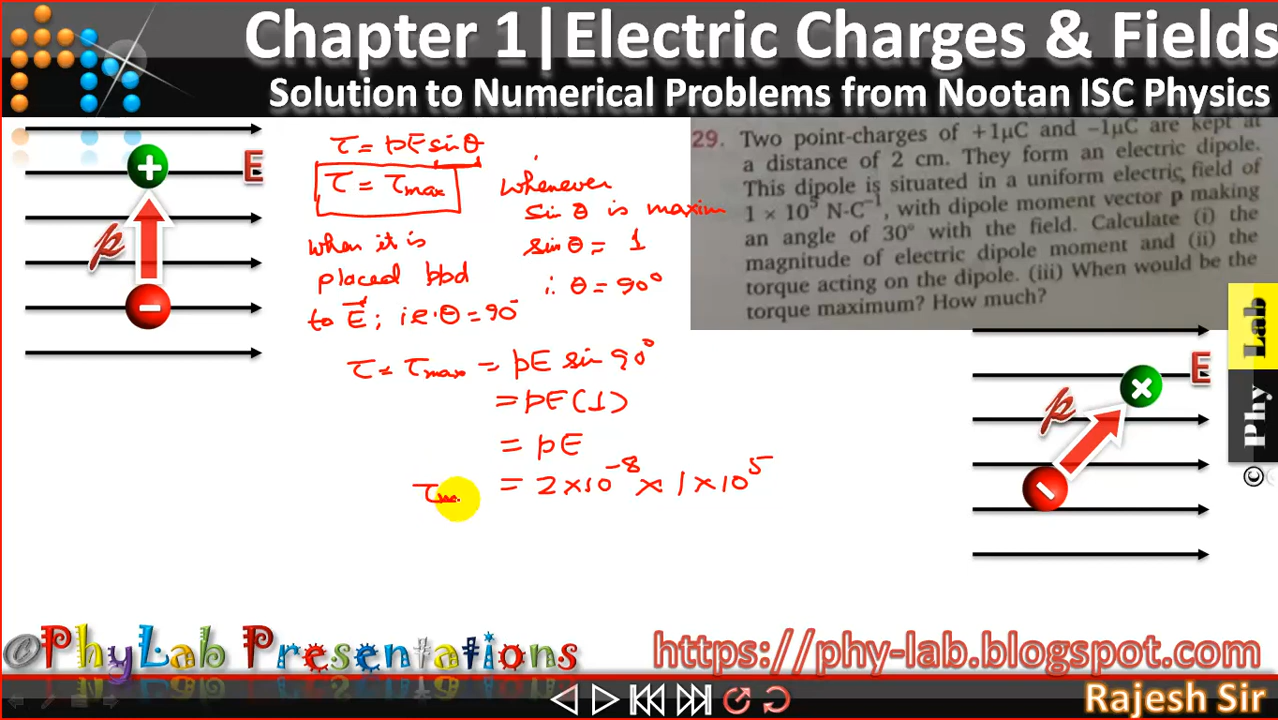 Chapter 1|Electric Charges & Fields
Solution to Numerical Problems from Nootan ISC Physics
E
p
τ = pE sin θ
τ = τmax
when it is
placed
to E⃗; i.e. θ = 90°
whenever
sin θ is maxim
sin θ = 1
∴ θ = 90°
τ = τmax = pE sin 90°
= pE(1)
= pE
= 2 × 10⁻⁸ × 1 × 10⁵
29. Two point-charges of +1μC and −1μC are kept at
a distance of 2 cm. They form an electric dipole.
This dipole is situated in a uniform electric field of
1 × 10⁵ N-C⁻¹, with dipole moment vector p making
an angle of 30° with the field. Calculate (i) the
magnitude of electric dipole moment and (ii) the
torque acting on the dipole. (iii) When would be the
torque maximum? How much?
E
p
© Phy Lab
PhyLab Presentations
https://phy-lab.blogspot.com
Rajesh Sir